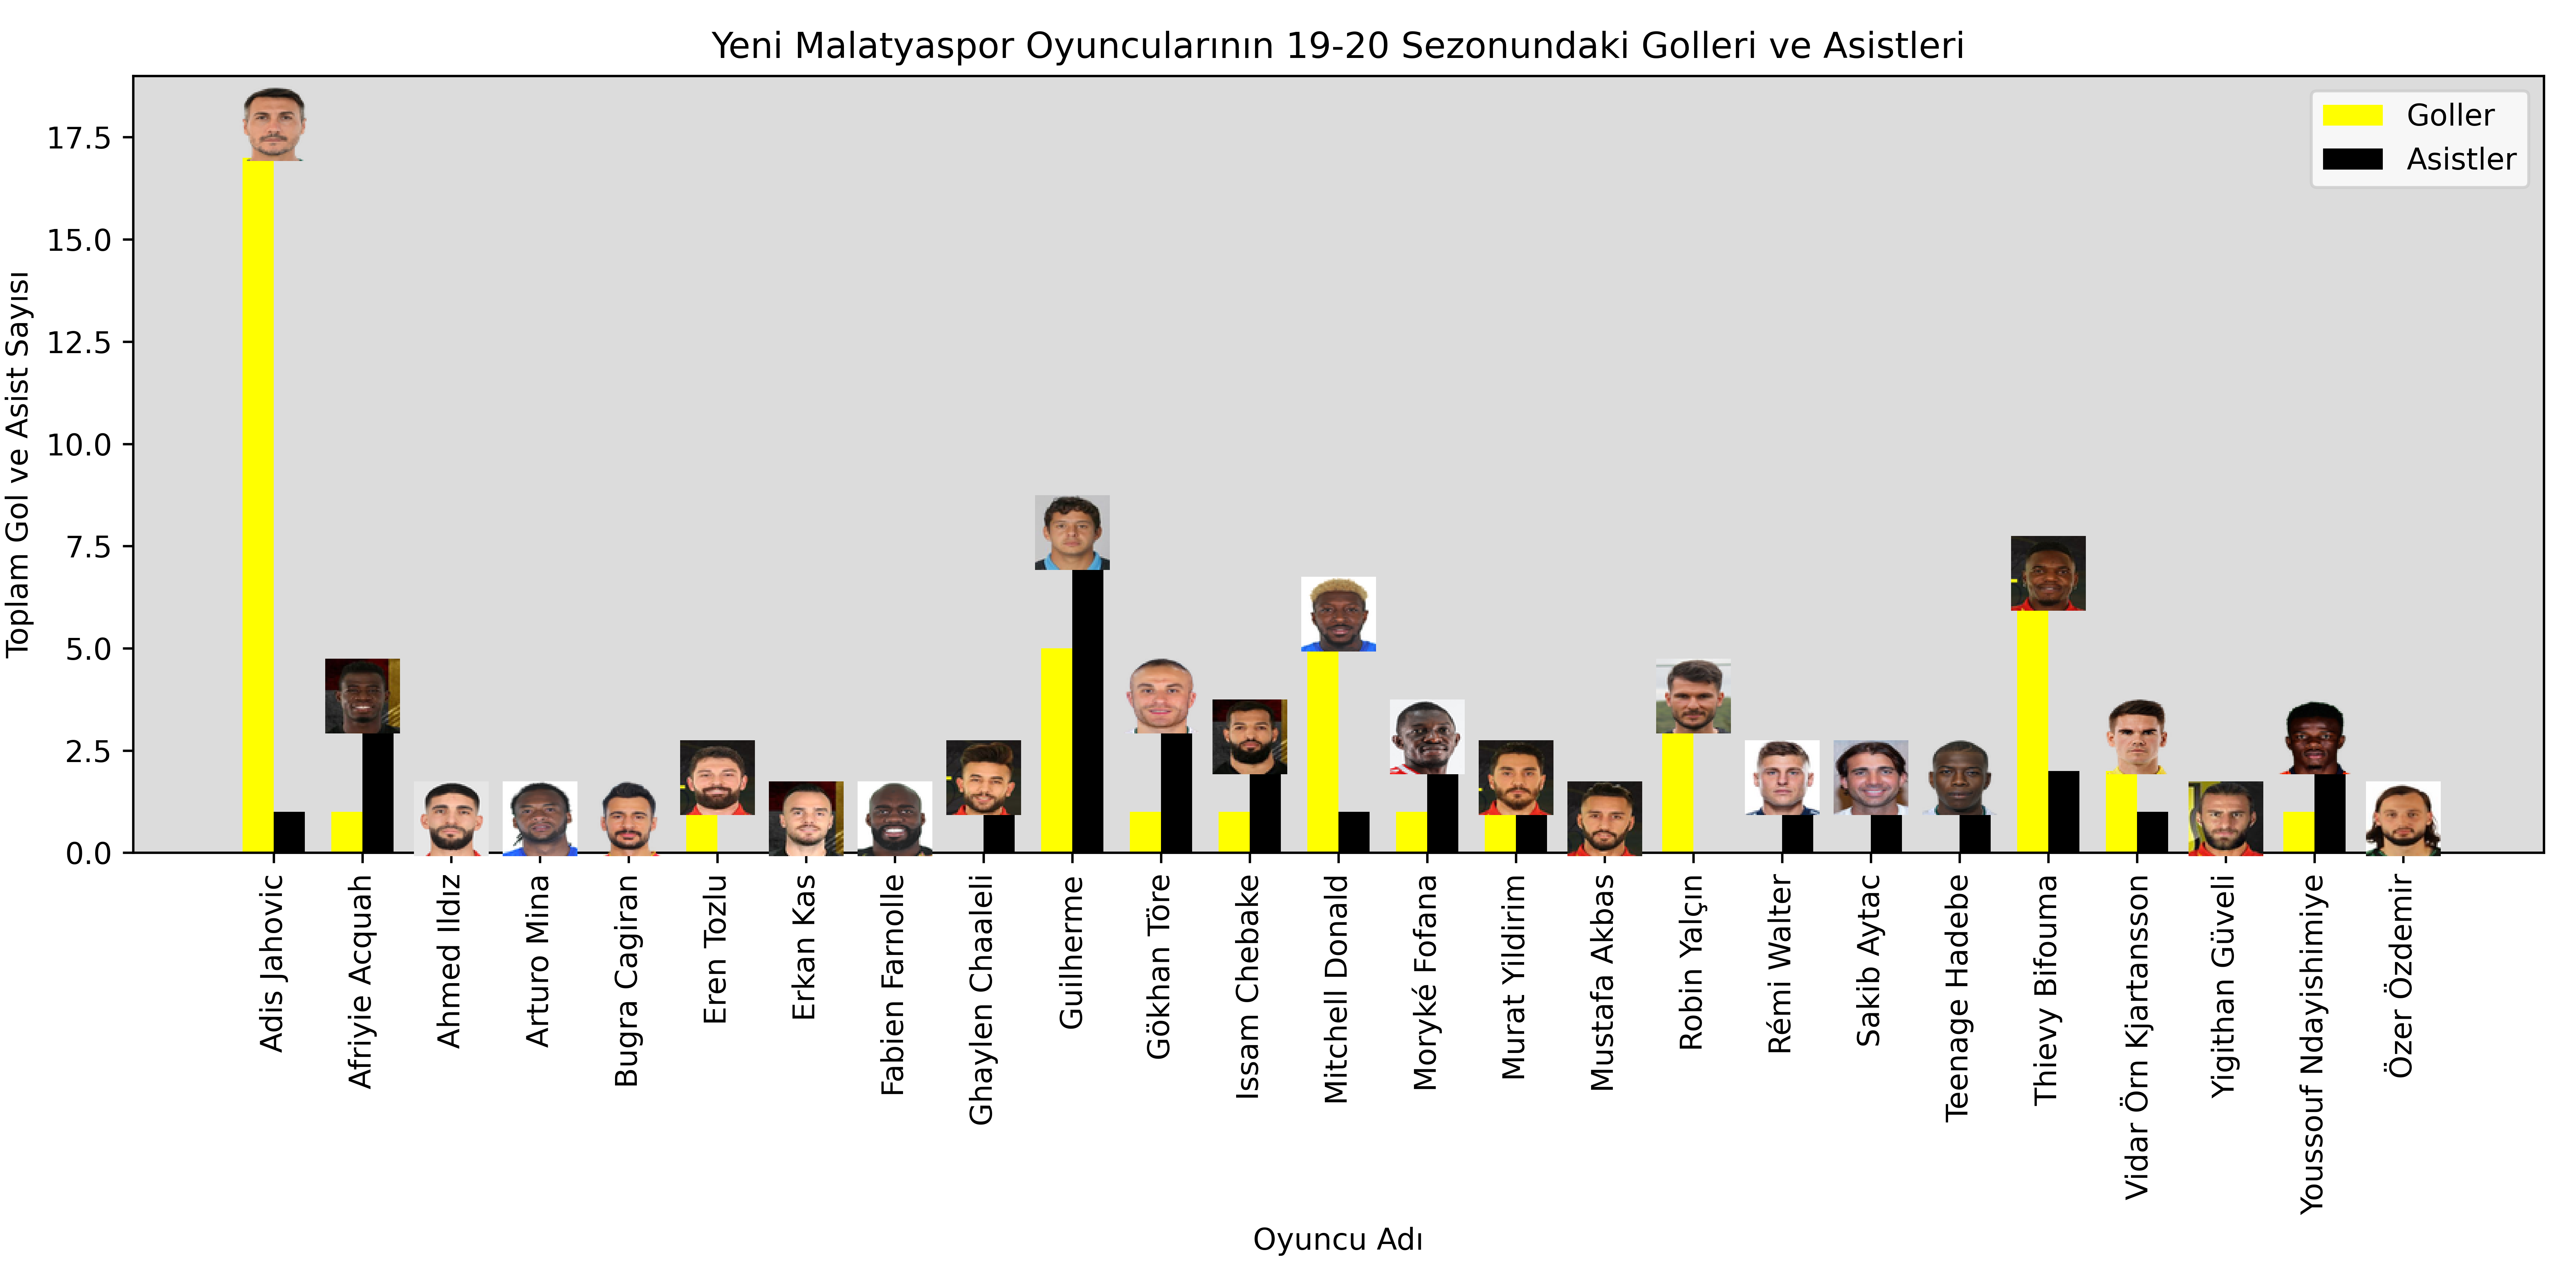 Yeni Malatyaspor Oyuncularının 19-20 Sezonundaki Golleri ve Asistleri
Goller
Asistler
Toplam Gol ve Asist Sayısı
17.5
15.0
12.5
10.0
7.5
5.0
2.5
0.0
Adis Jahovic
Afriyie Acquah
Ahmed Ildız
Arturo Mina
Bugra Cagiran
Eren Tozlu
Erkan Kas
Fabien Farnolle
Ghaylen Chaaleli
Guilherme
Gökhan Töre
Issam Chebake
Mitchell Donald
Moryké Fofana
Murat Yildirim
Mustafa Akbas
Robin Yalçın
Rémi Walter
Sakib Aytac
Teenage Hadebe
Thievy Bifouma
Vidar Örn Kjartansson
Yigithan Güveli
Youssouf Ndayishimiye
Özer Özdemir
Oyuncu Adı